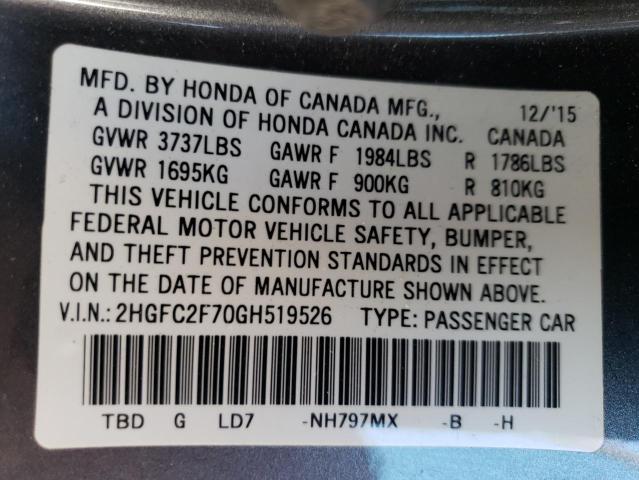 MFD. BY HONDA OF CANADA MFG., 12/'15
A DIVISION OF HONDA CANADA INC. CANADA
GVWR 3737LBS GAWR F 1984LBS R 1786LBS
GVWR 1695KG GAWR F 900KG R 810KG
THIS VEHICLE CONFORMS TO ALL APPLICABLE
FEDERAL MOTOR VEHICLE SAFETY, BUMPER,
AND THEFT PREVENTION STANDARDS IN EFFECT
ON THE DATE OF MANUFACTURE SHOWN ABOVE.
V.I.N.: 2HGFC2F70GH519526 TYPE: PASSENGER CAR
TBD G LD7 -NH797MX -B -H